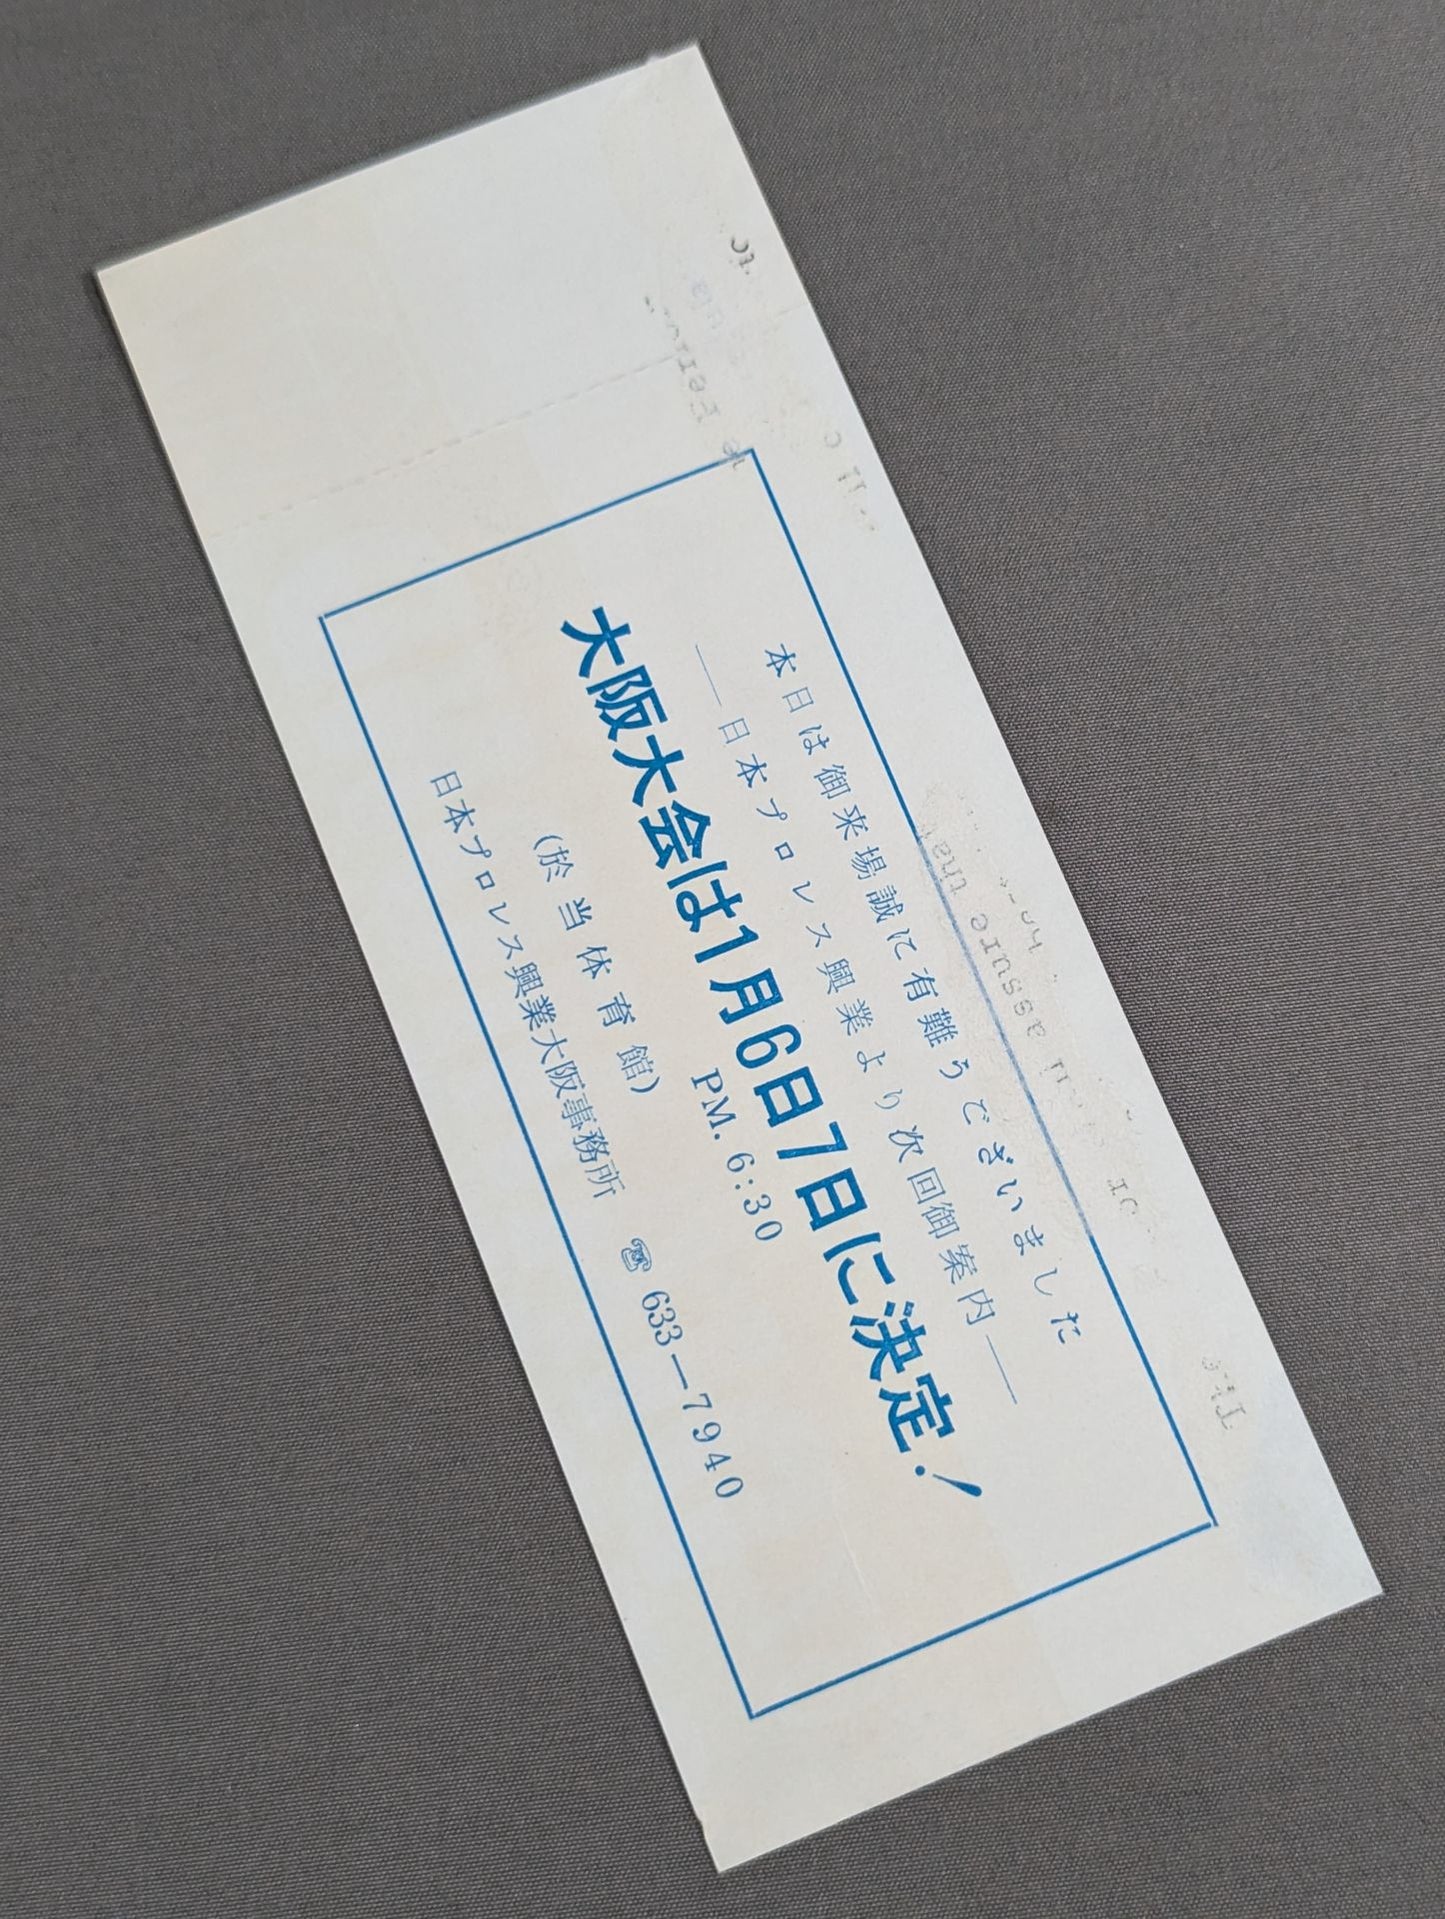 本日は御来場誠に有難うございました
――日本プロレス興業より次回御案内――
大阪大会は1月6日7日に決定!
PM. 6:30
(於当体育館)
日本プロレス興業大阪事務所 ☎ 633―7940
assure